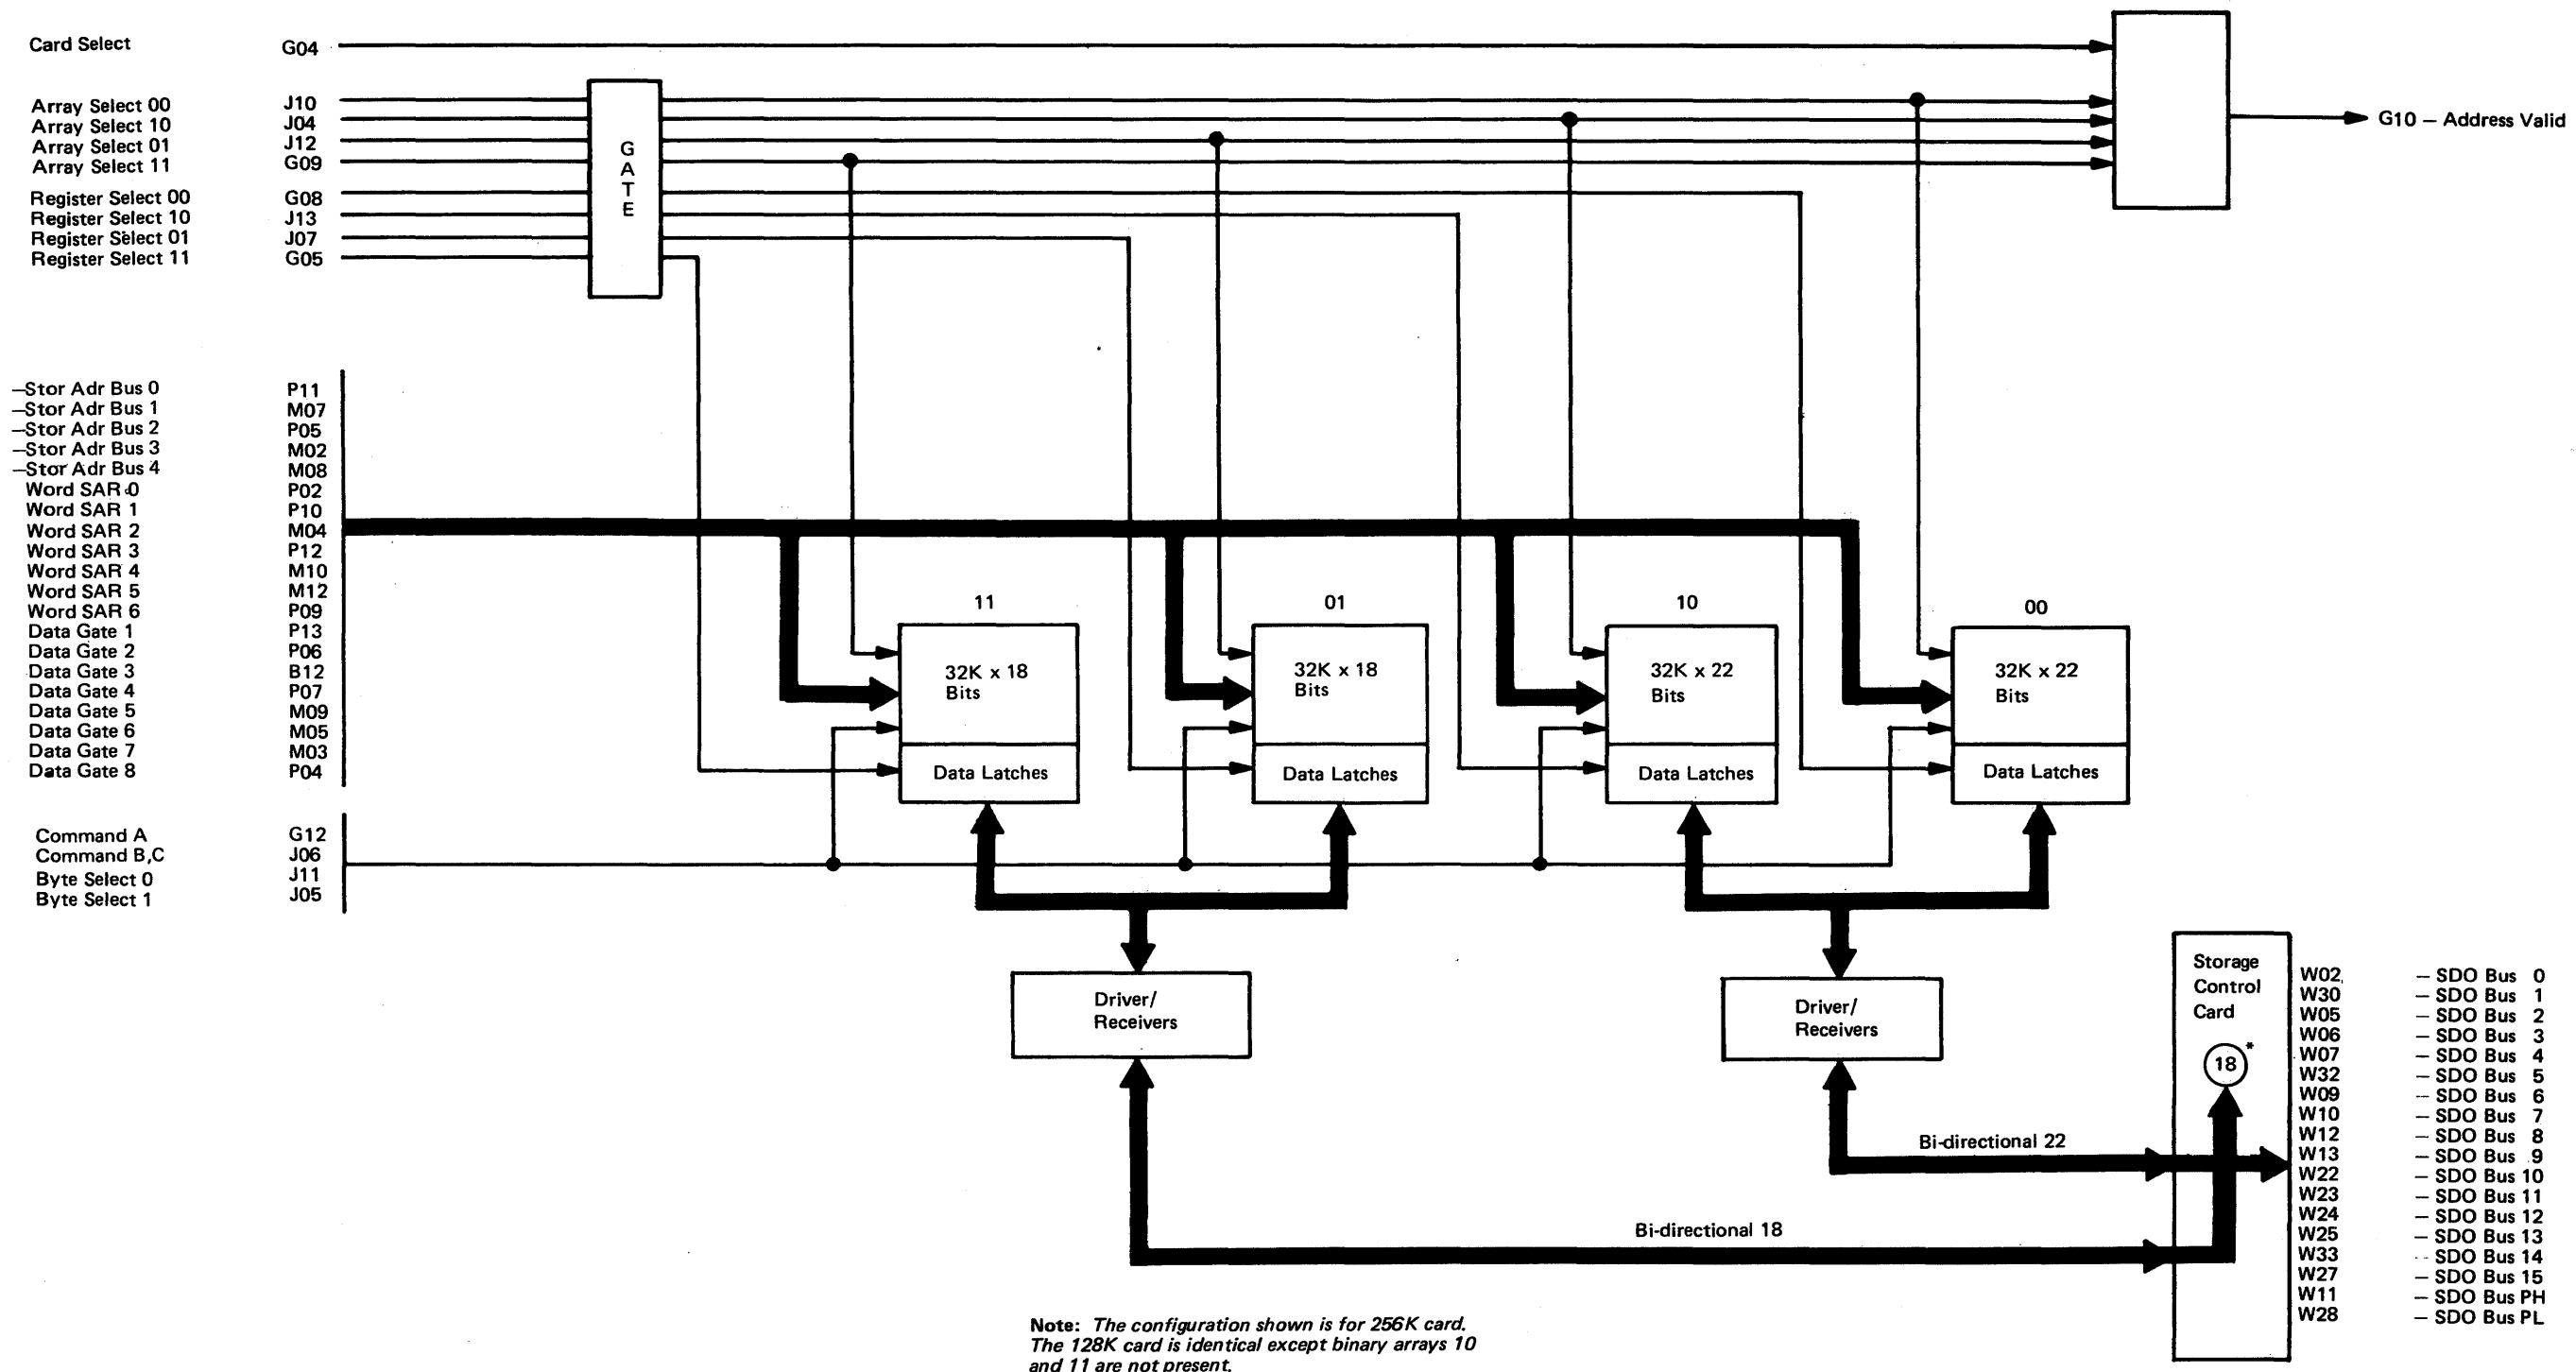 Card Select G04
Array Select 00 J10
Array Select 10 J04
Array Select 01 J12
Array Select 11 G09
Register Select 00 G08
Register Select 10 J13
Register Select 01 J07
Register Select 11 G05
G
A
T
E
G10 – Address Valid
–Stor Adr Bus 0 P11
–Stor Adr Bus 1 M07
–Stor Adr Bus 2 P05
–Stor Adr Bus 3 M02
–Stor Adr Bus 4 M08
Word SAR 0 P02
Word SAR 1 P10
Word SAR 2 M04
Word SAR 3 P12
Word SAR 4 M10
Word SAR 5 M12
Word SAR 6 P09
Data Gate 1 P13
Data Gate 2 P06
Data Gate 3 B12
Data Gate 4 P07
Data Gate 5 M09
Data Gate 6 M05
Data Gate 7 M03
Data Gate 8 P04
Command A G12
Command B,C J06
Byte Select 0 J11
Byte Select 1 J05
11
32K x 18
Bits
Data Latches
01
32K x 18
Bits
Data Latches
10
32K x 22
Bits
Data Latches
00
32K x 22
Bits
Data Latches
Driver/
Receivers
Driver/
Receivers
Bi-directional 22
Bi-directional 18
Storage
Control
Card
18*
W02 – SDO Bus 0
W30 – SDO Bus 1
W05 – SDO Bus 2
W06 – SDO Bus 3
W07 – SDO Bus 4
W32 – SDO Bus 5
W09 – SDO Bus 6
W10 – SDO Bus 7
W12 – SDO Bus 8
W13 – SDO Bus 9
W22 – SDO Bus 10
W23 – SDO Bus 11
W24 – SDO Bus 12
W25 – SDO Bus 13
W33 – SDO Bus 14
W27 – SDO Bus 15
W11 – SDO Bus PH
W28 – SDO Bus PL
Note: The configuration shown is for 256K card.
The 128K card is identical except binary arrays 10
and 11 are not present.